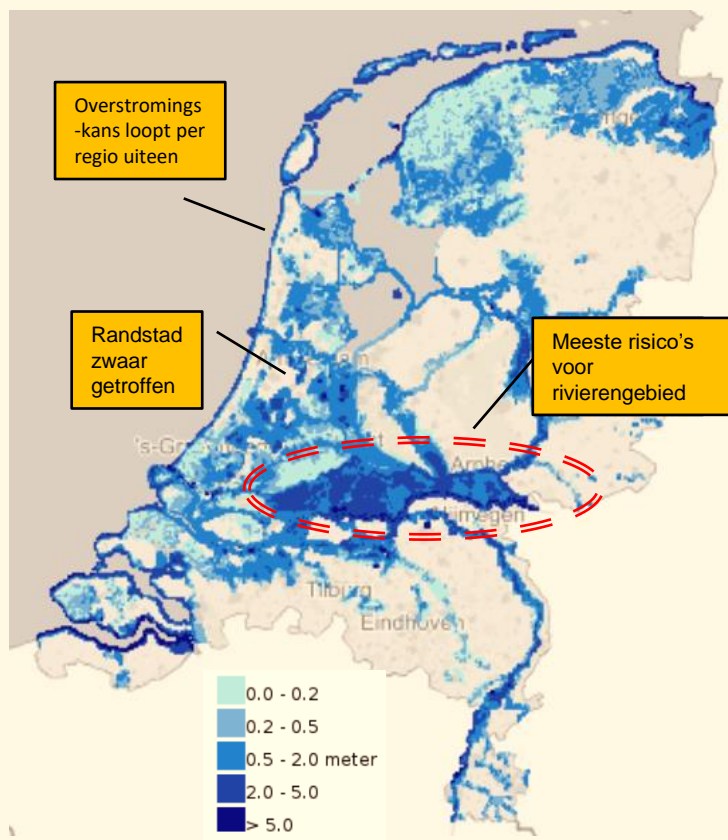 Overstromings
-kans loopt per
regio uiteen
Randstad
zwaar
getroffen
Meeste risico's
voor
rivierengebied
Nijmegen
Tilburg
Eindhoven
0.0 - 0.2
0.2 - 0.5
0.5 - 2.0 meter
2.0 - 5.0
> 5.0